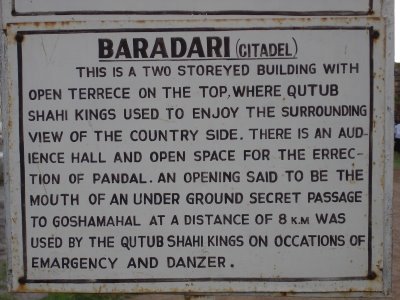 BARADARI (CITADEL)
THIS IS A TWO STOREYED BUILDING WITH
OPEN TERRECE ON THE TOP, WHERE QUTUB
SHAHI KINGS USED TO ENJOY THE SURROUNDING
VIEW OF THE COUNTRY SIDE. THERE IS AN AUD-
IENCE HALL AND OPEN SPACE FOR THE ERREC-
TION OF PANDAL. AN OPENING SAID TO BE THE
MOUTH OF AN UNDER GROUND SECRET PASSAGE
TO GOSHAMAHAL AT A DISTANCE OF 8 K.M WAS
USED BY THE QUTUB SHAHI KINGS ON OCCATIONS OF
EMARGENCY AND DANZER.